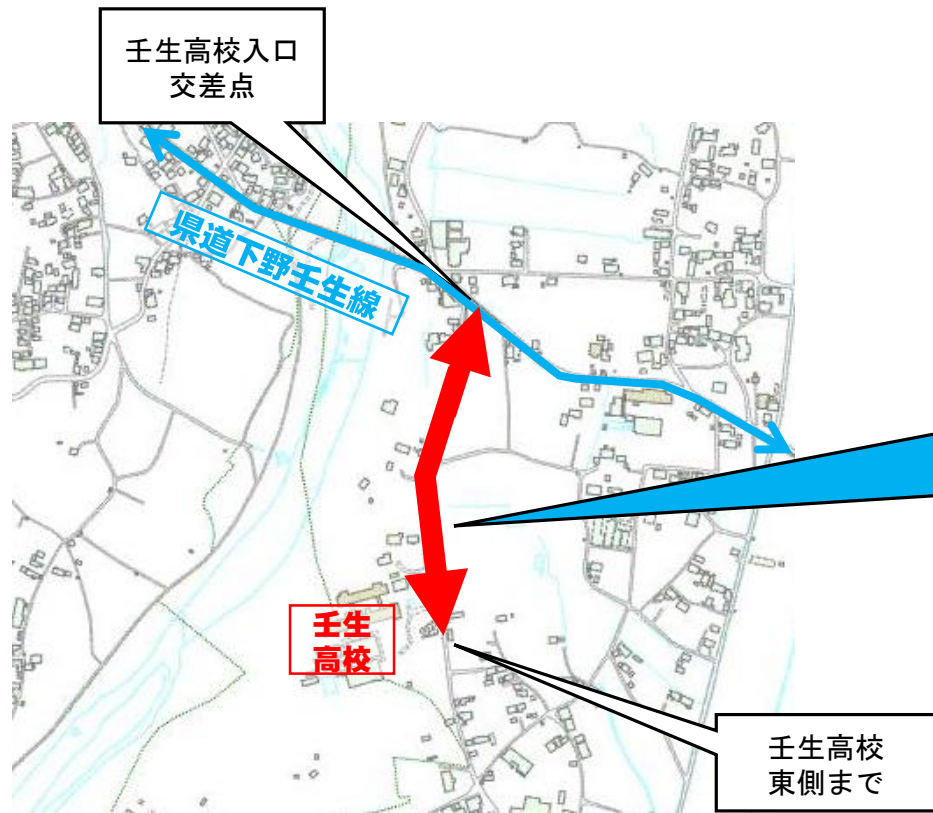 壬生高校入口
交差点
県道下野壬生線
壬生
高校
壬生高校
東側まで